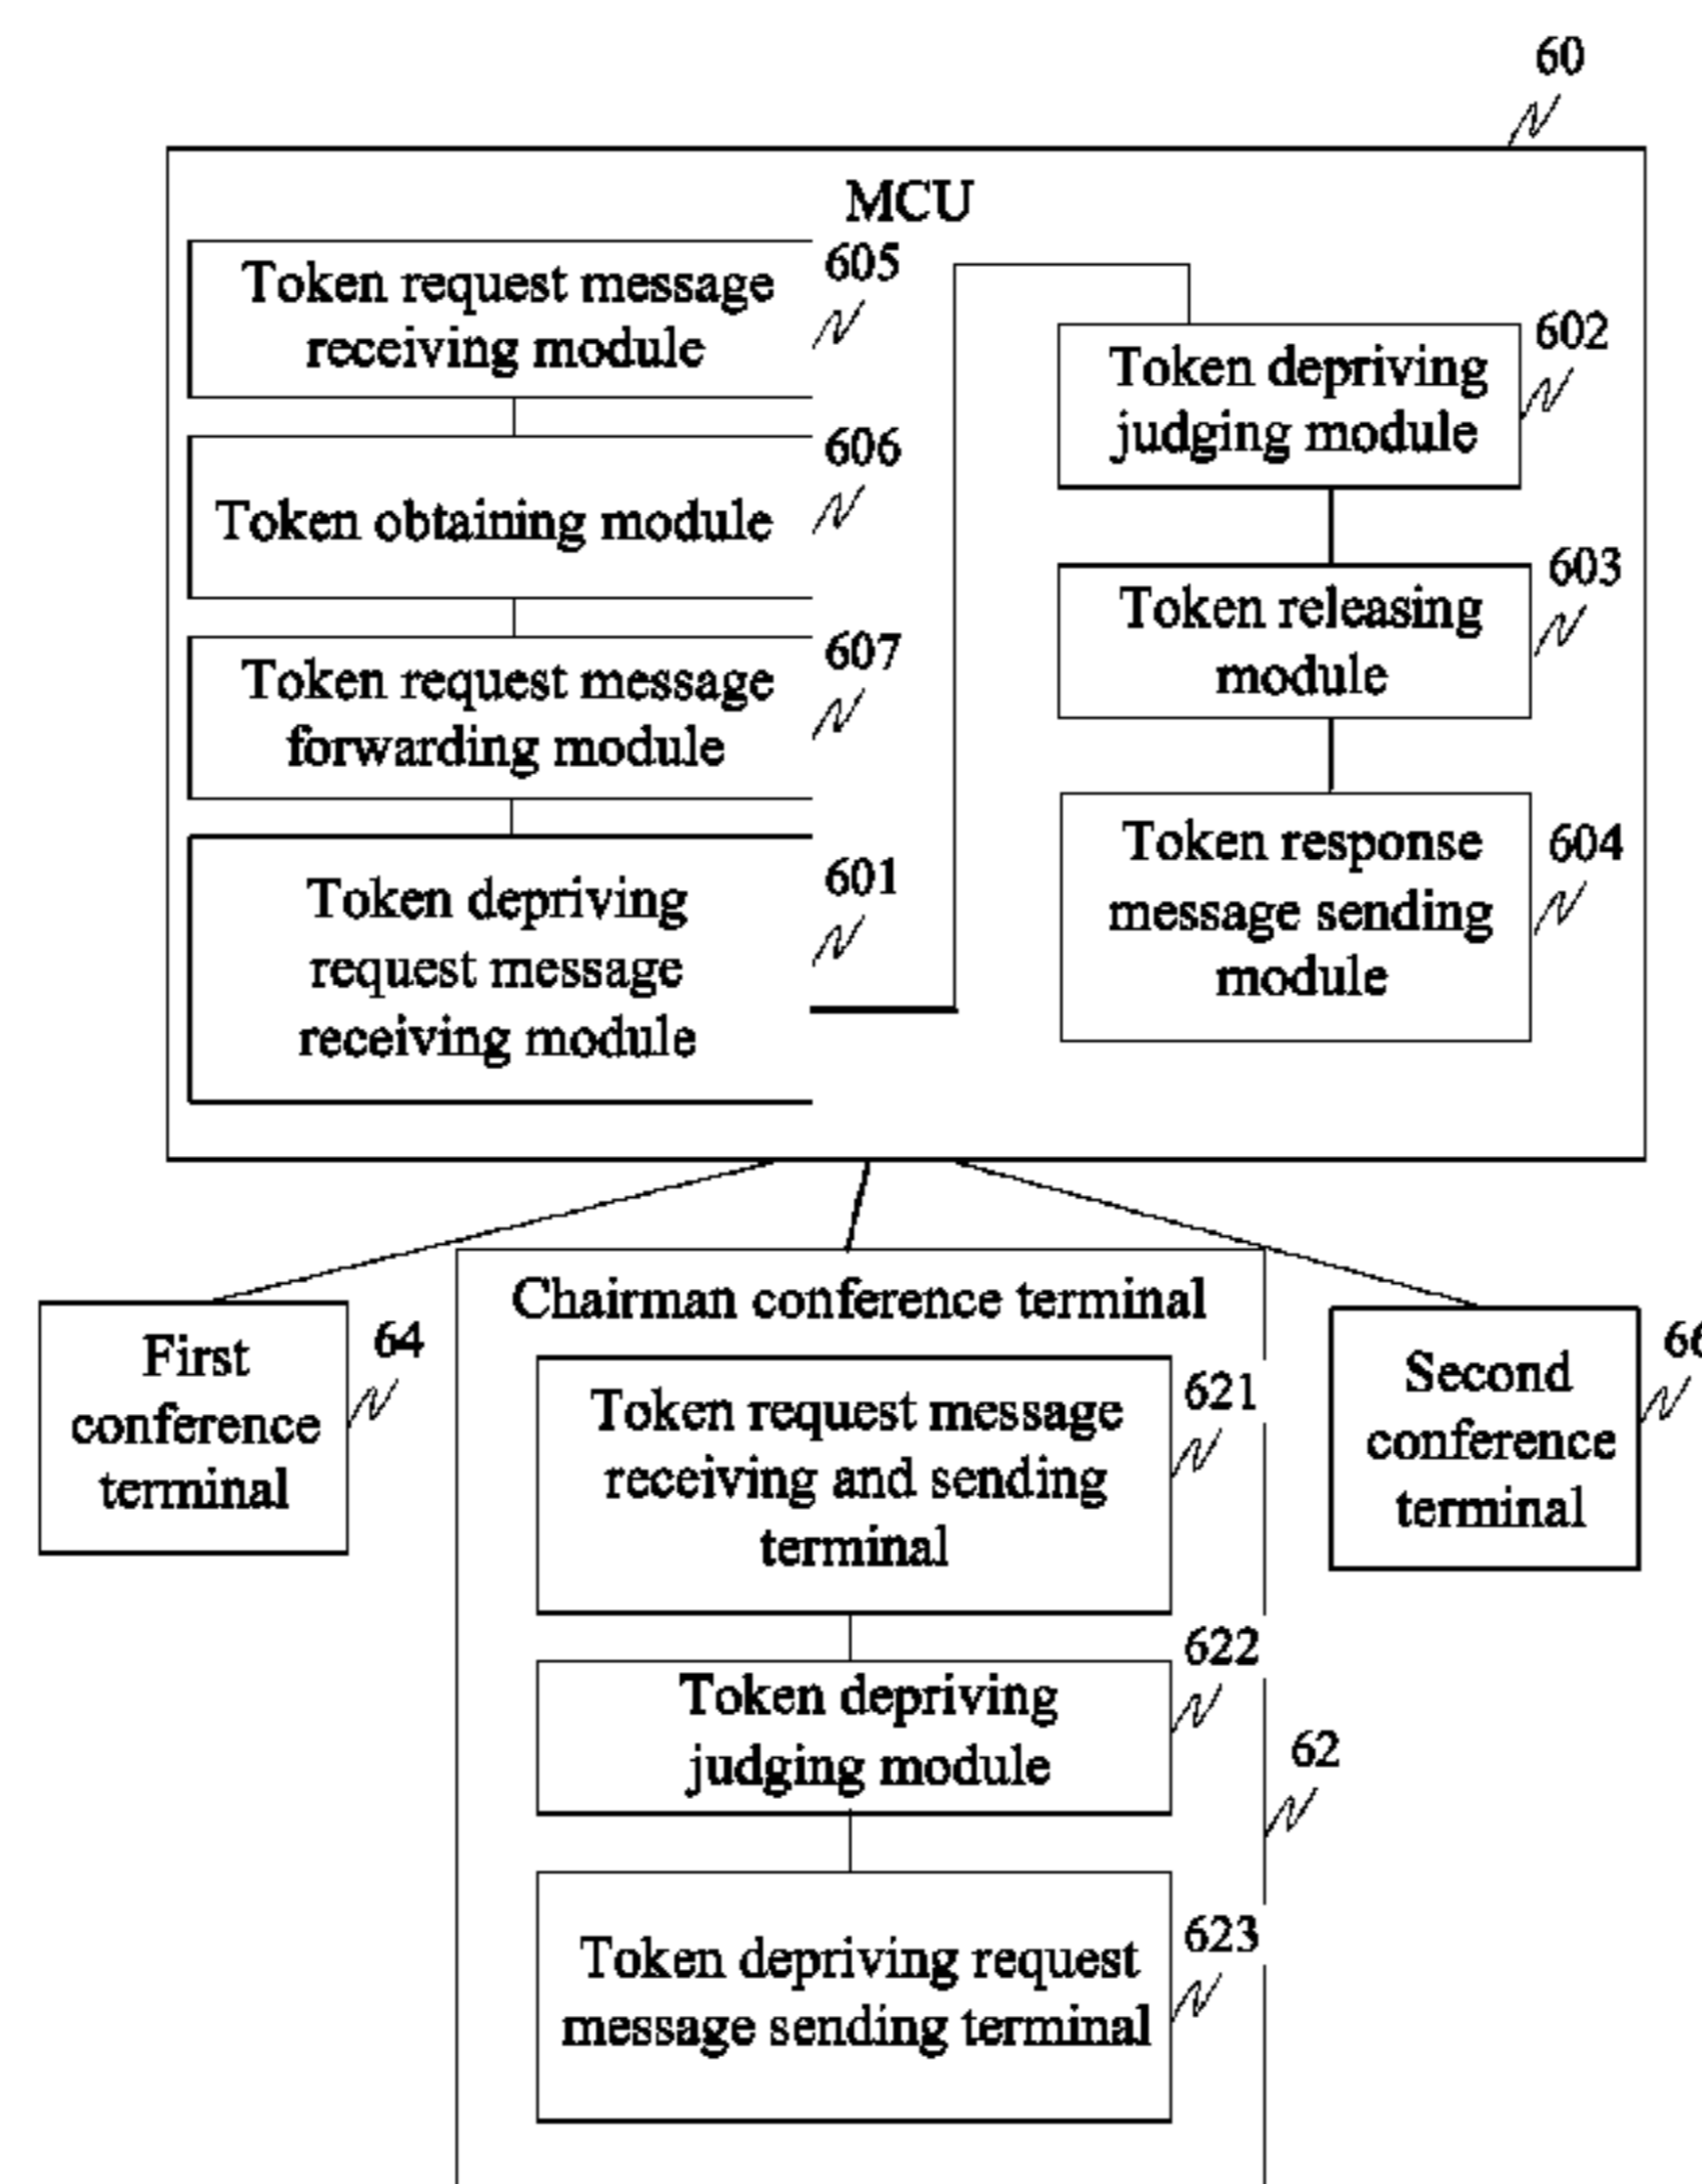 60
MCU
605
Token request message
receiving module
606
Token obtaining module
607
Token request message
forwarding module
601
Token depriving
request message
receiving module
602
Token depriving
judging module
603
Token releasing
module
604
Token response
message sending
module
First
conference
terminal
64
Chairman conference terminal
621
Token request message
receiving and sending
terminal
622
Token depriving
judging module
62
623
Token depriving request
message sending terminal
66
Second
conference
terminal